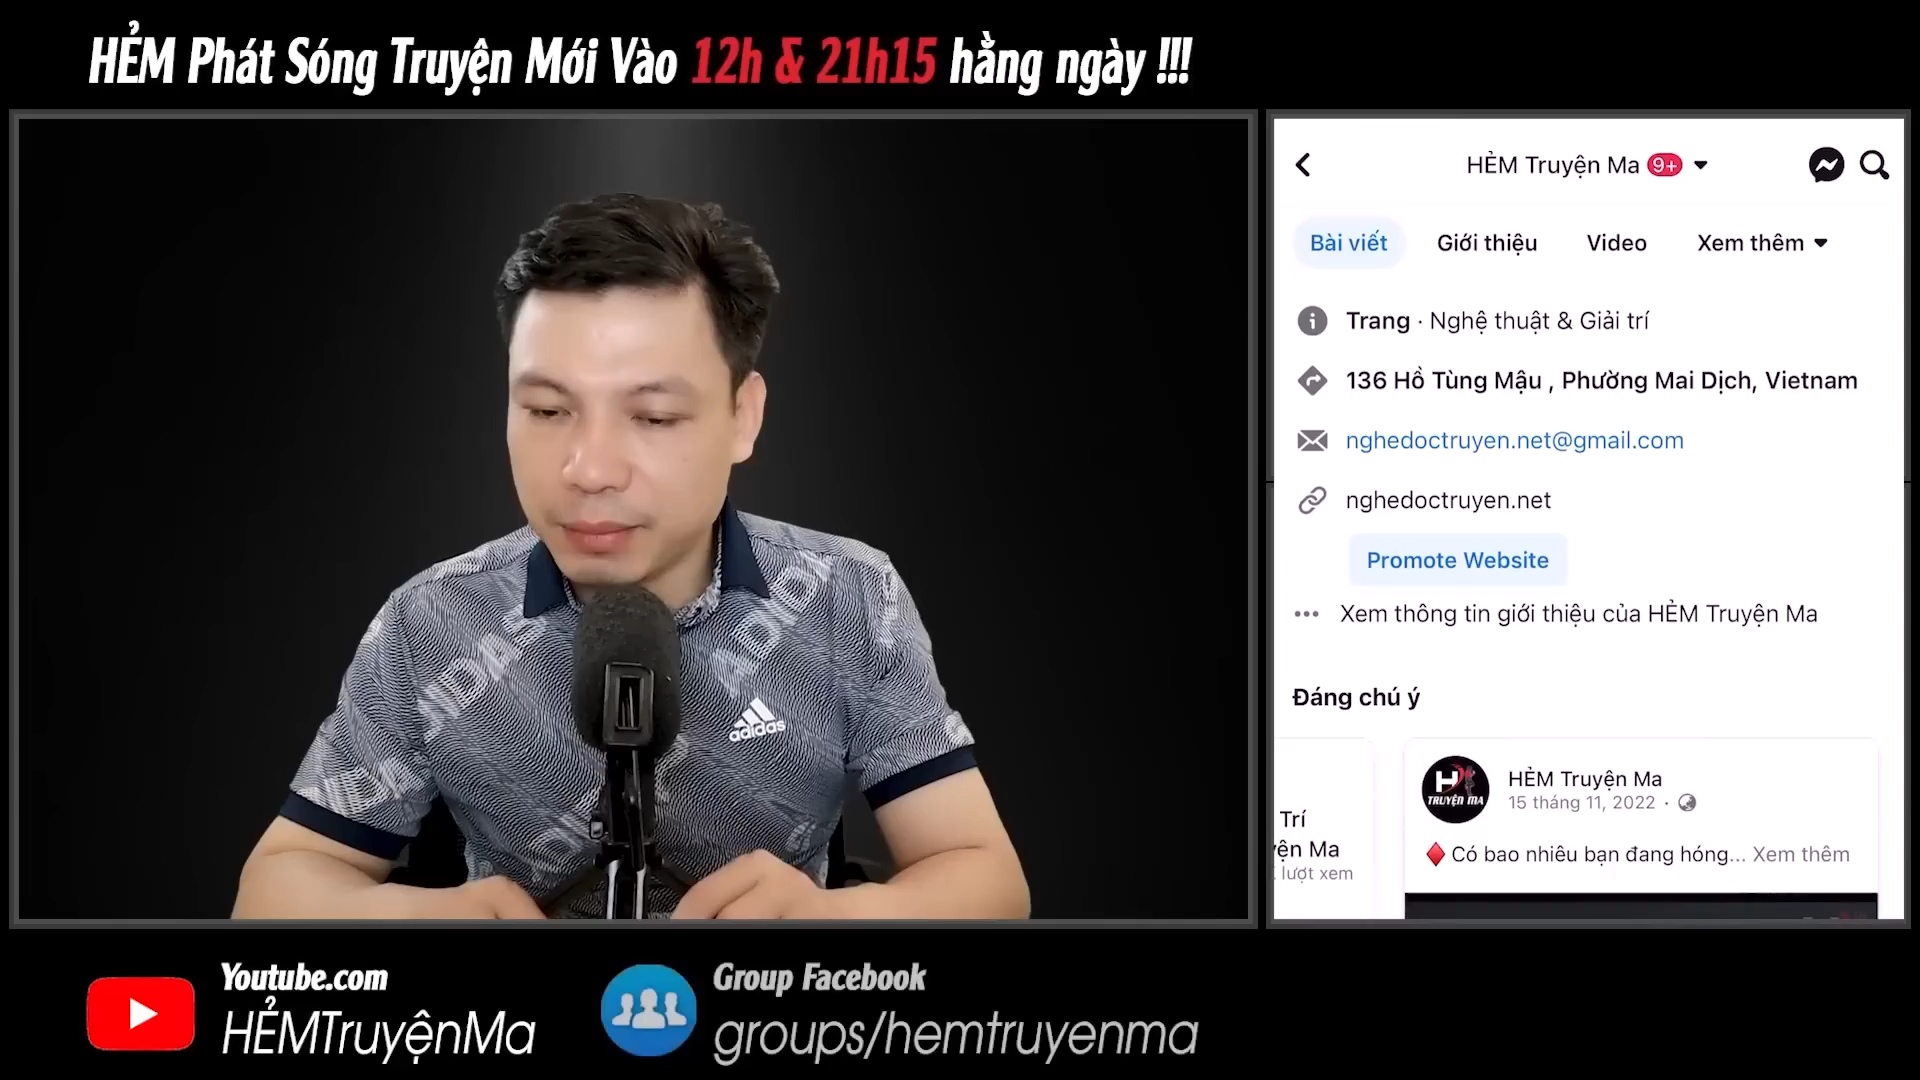 HẺM Phát Sóng Truyện Mới Vào 12h & 21h15 hằng ngày !!!
HẺM Truyện Ma 9+
Bài viết Giới thiệu Video Xem thêm
Trang · Nghệ thuật & Giải trí
136 Hồ Tùng Mậu , Phường Mai Dịch, Vietnam
nghedoctruyen.net@gmail.com
nghedoctruyen.net
Promote Website
Xem thông tin giới thiệu của HẺM Truyện Ma
Đáng chú ý
Trí
yện Ma
lượt xem
H
TRUYỆN MA
HẺM Truyện Ma
15 tháng 11, 2022 ·
Có bao nhiêu bạn đang hóng... Xem thêm
adidas
Youtube.com
HẺMTruyệnMa
Group Facebook
groups/hemtruyenma